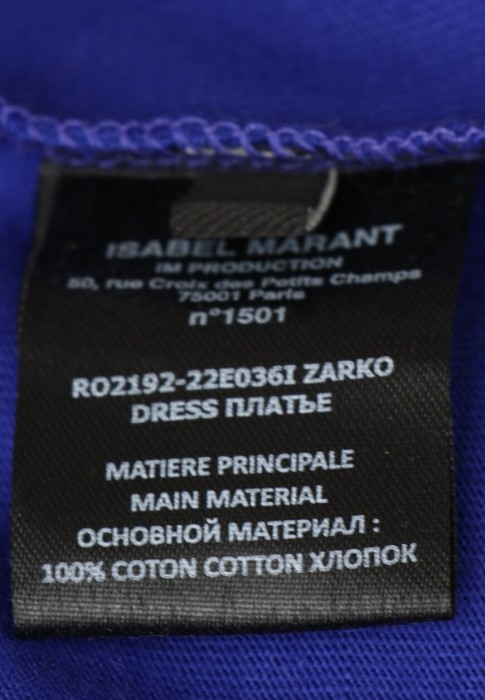 ISABEL MARANT
IM PRODUCTION
50, rue Croix des Petits Champs
75001 Paris
n°1501
RO2192-22E036I ZARKO
DRESS ПЛАТЬЕ
MATIERE PRINCIPALE
MAIN MATERIAL
ОСНОВНОЙ МАТЕРИАЛ :
100% COTON COTTON ХЛОПОК